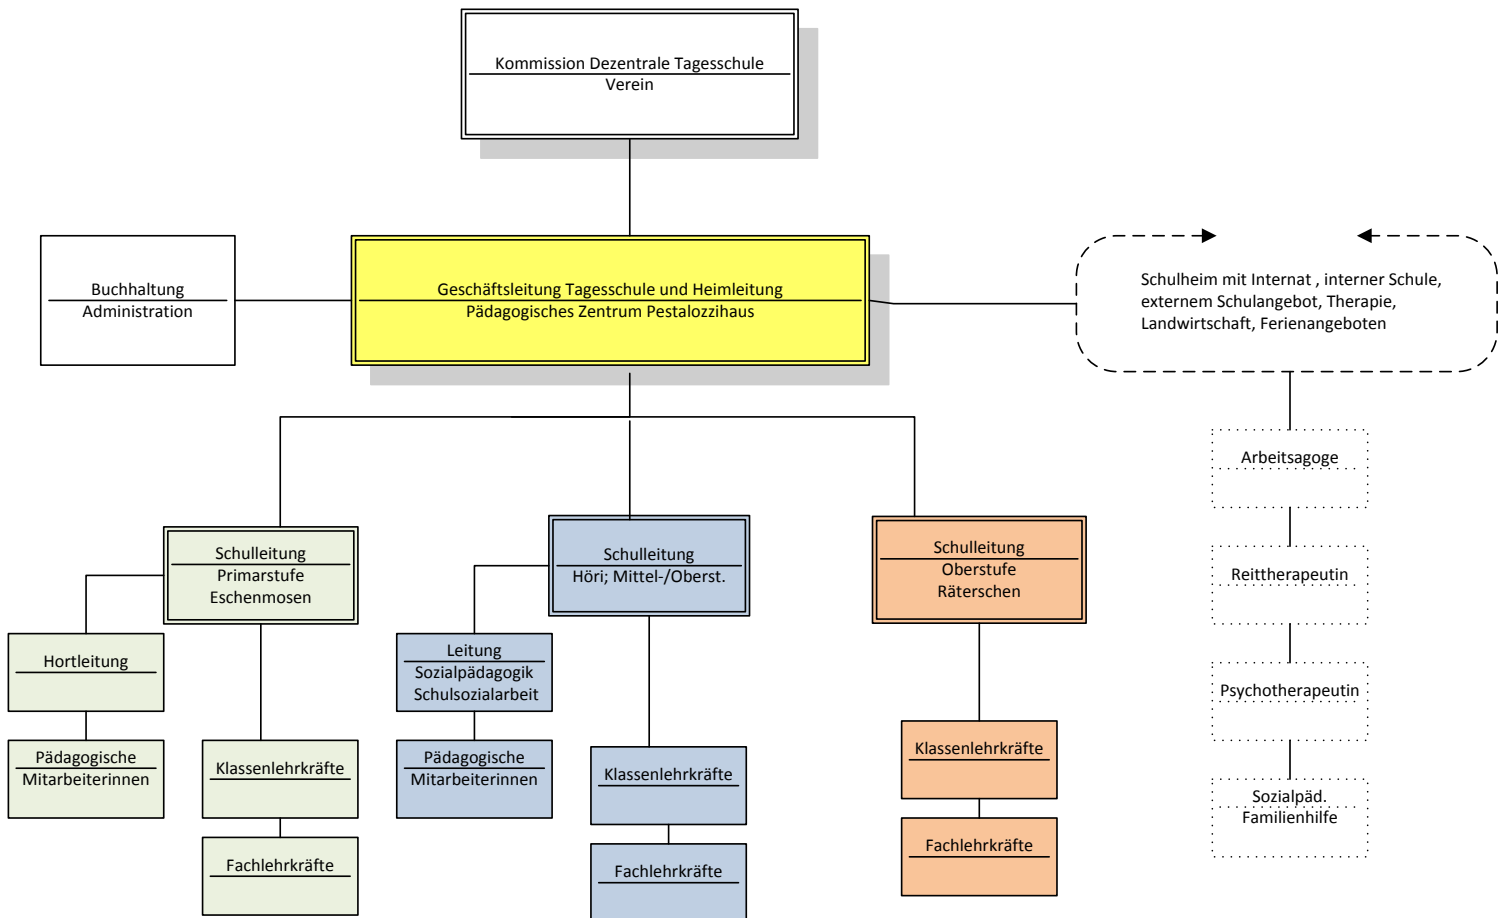 Kommission Dezentrale Tagesschule
Verein
Buchhaltung
Administration
Geschäftsleitung Tagesschule und Heimleitung
Pädagogisches Zentrum Pestalozzihaus
Schulheim mit Internat , interner Schule,
externem Schulangebot, Therapie,
Landwirtschaft, Ferienangeboten
Schulleitung
Primarstufe
Eschenmosen
Hortleitung
Pädagogische
Mitarbeiterinnen
Klassenlehrkräfte
Fachlehrkräfte
Schulleitung
Höri; Mittel-/Oberst.
Leitung
Sozialpädagogik
Schulsozialarbeit
Pädagogische
Mitarbeiterinnen
Klassenlehrkräfte
Fachlehrkräfte
Schulleitung
Oberstufe
Räterschen
Klassenlehrkräfte
Fachlehrkräfte
Arbeitsagoge
Reittherapeutin
Psychotherapeutin
Sozialpäd.
Familienhilfe